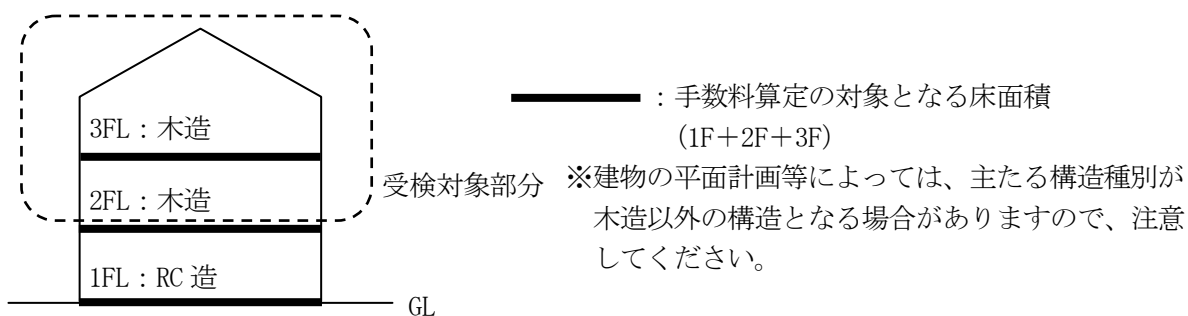 3FL:木造
2FL:木造
1FL:RC 造
GL
受検対象部分
:手数料算定の対象となる床面積
(1F+2F+3F)
※建物の平面計画等によっては、主たる構造種別が
木造以外の構造となる場合がありますので、注意
してください。